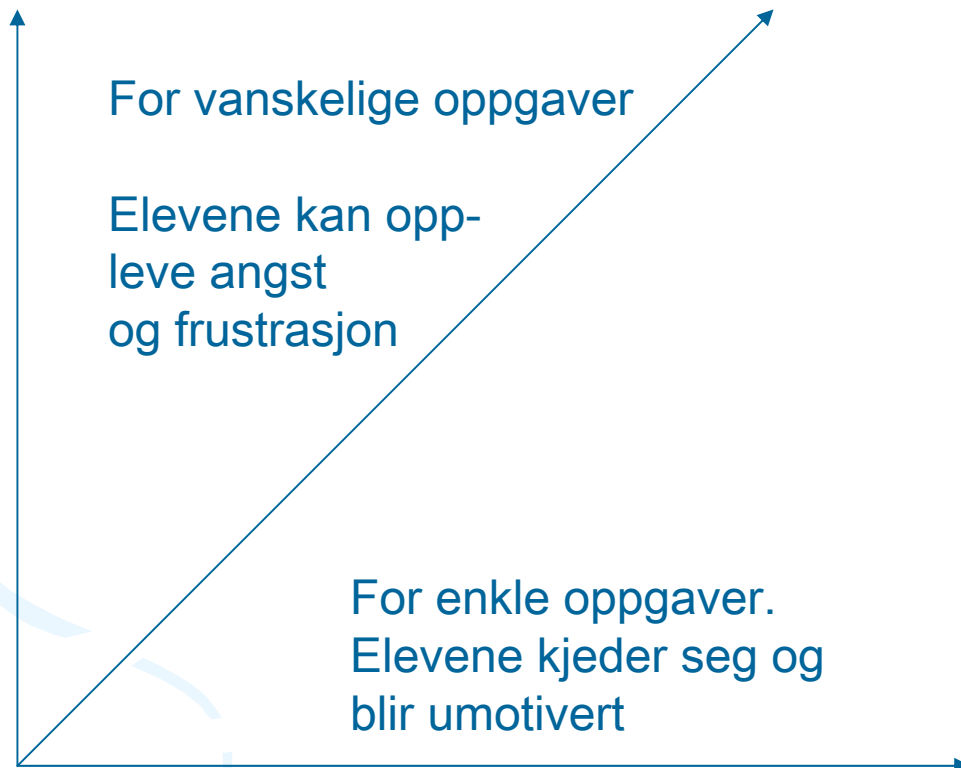 For vanskelige oppgaver
Elevene kan opp-
leve angst
og frustrasjon
For enkle oppgaver.
Elevene kjeder seg og
blir umotivert